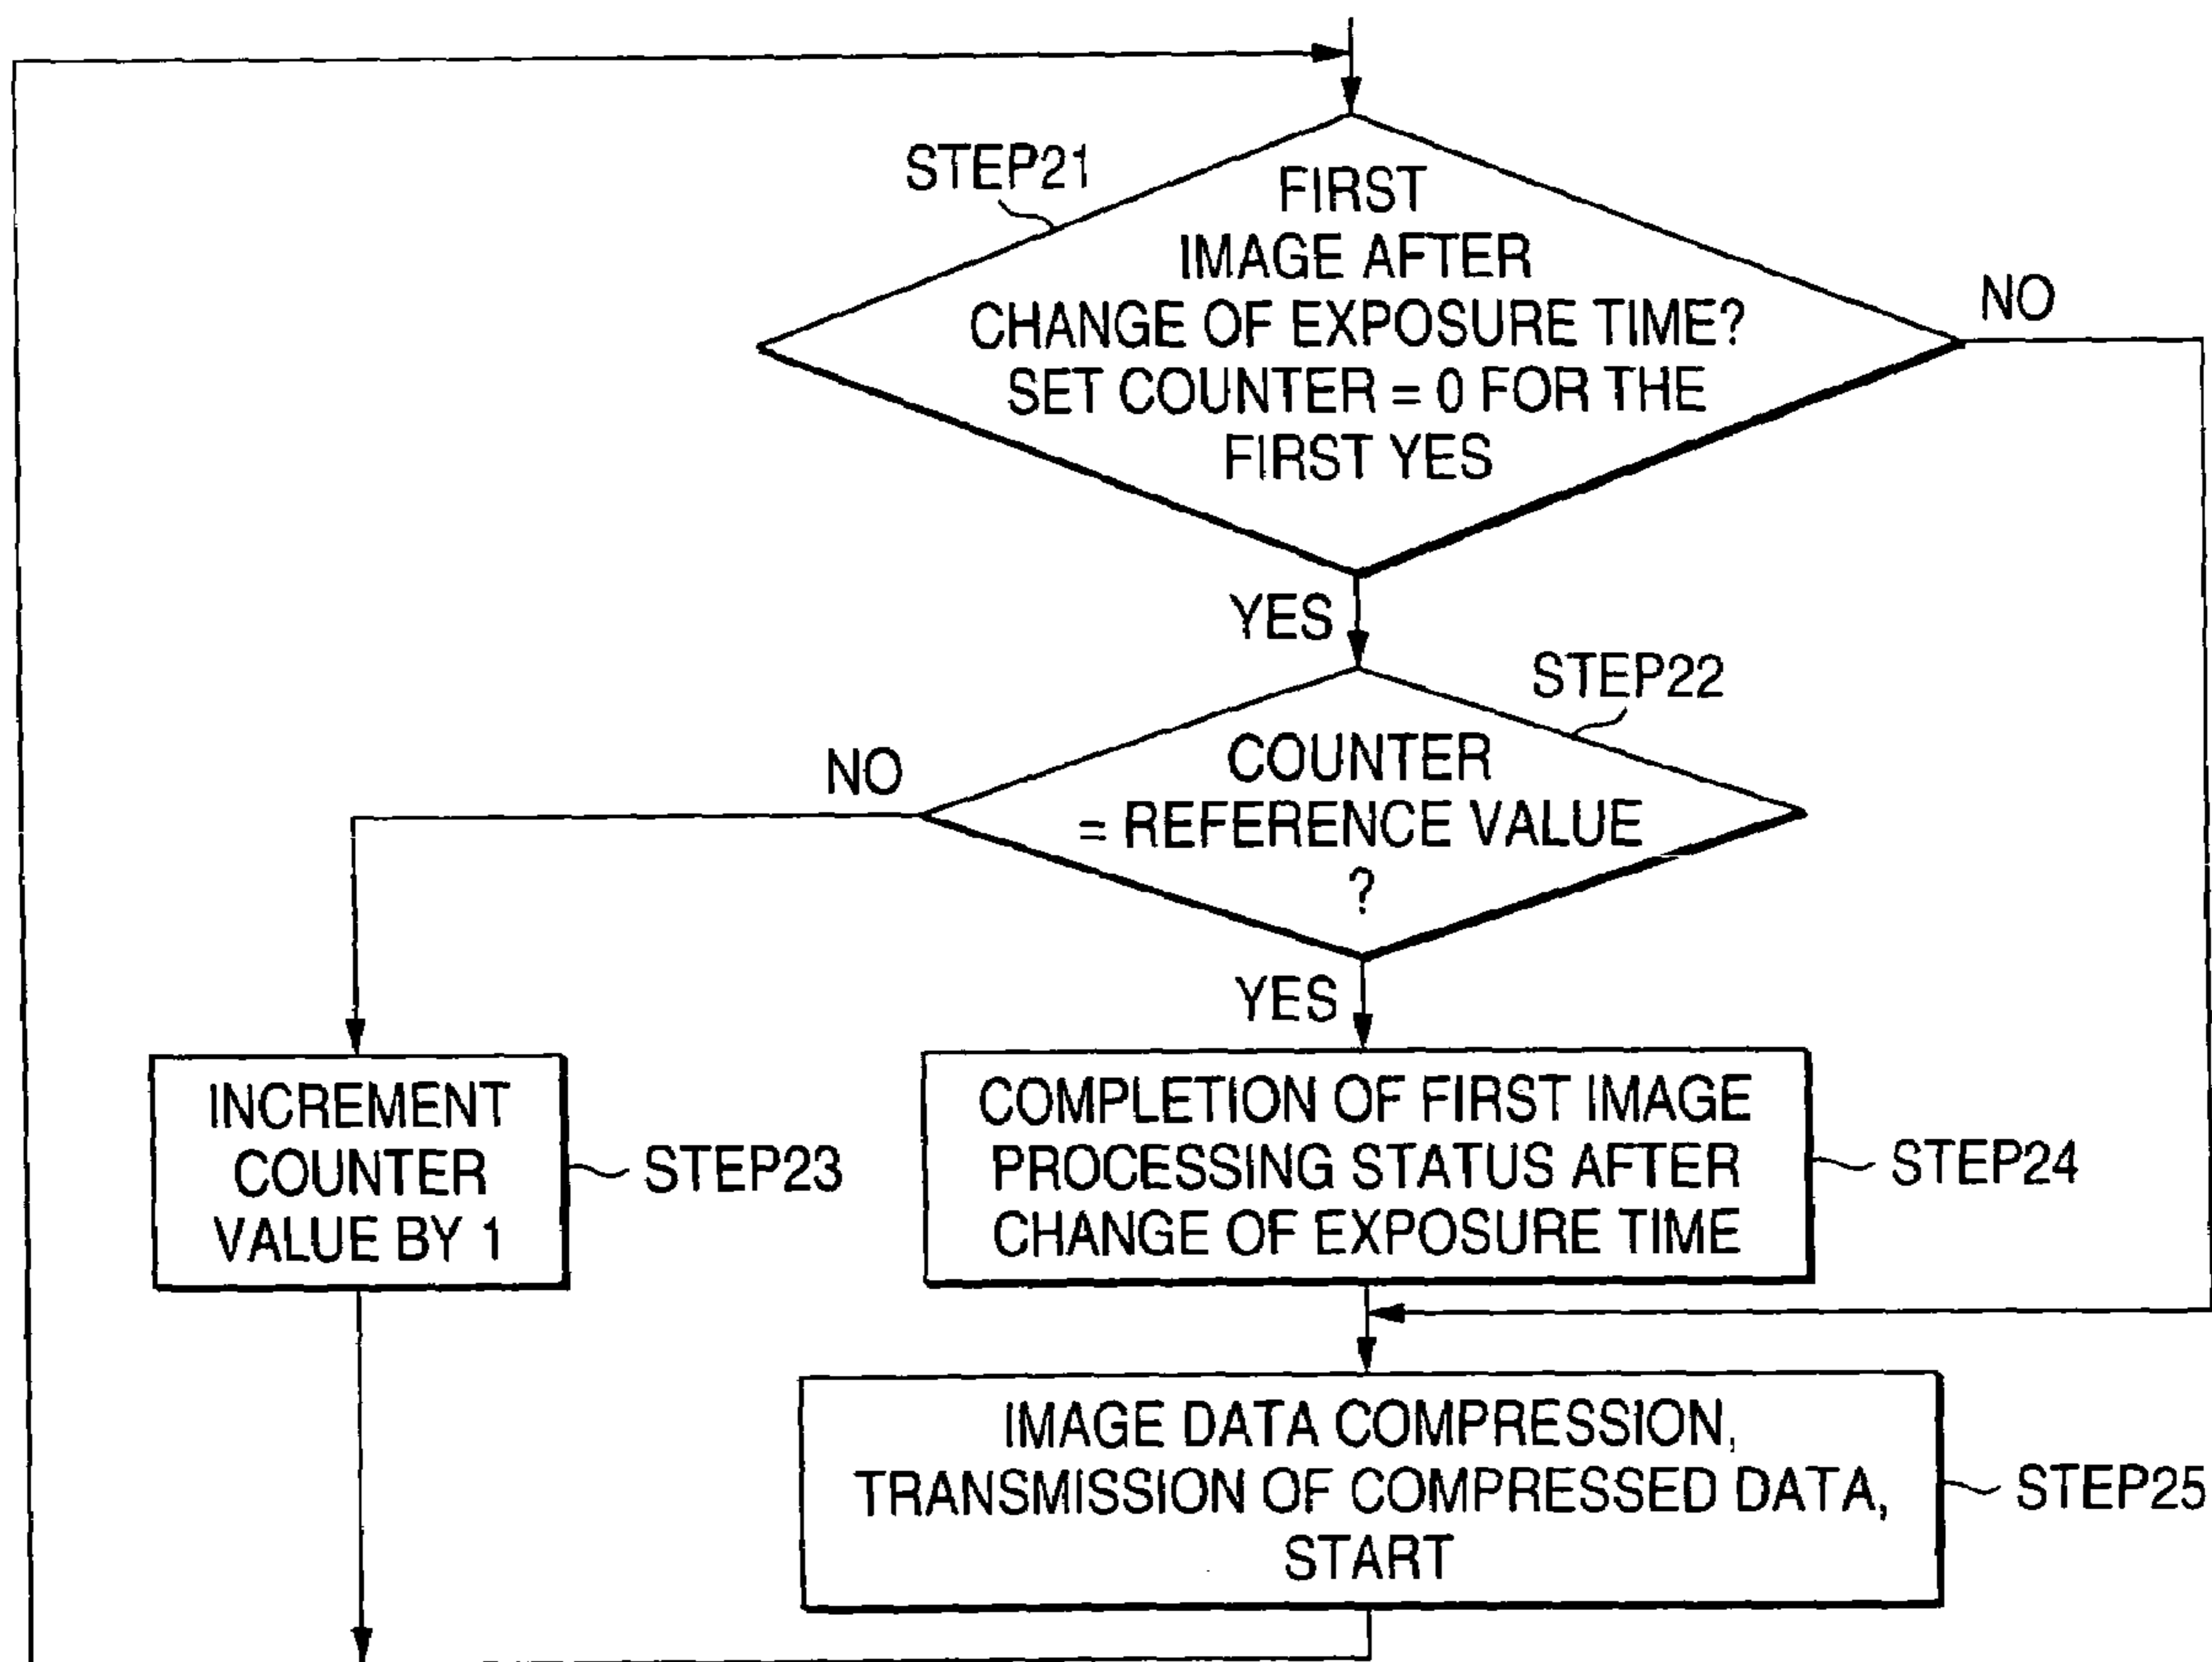 STEP21
FIRST
IMAGE AFTER
CHANGE OF EXPOSURE TIME?
SET COUNTER = 0 FOR THE
FIRST YES
NO
YES
STEP22
COUNTER
= REFERENCE VALUE
?
NO
YES
INCREMENT
COUNTER
VALUE BY 1
STEP23
COMPLETION OF FIRST IMAGE
PROCESSING STATUS AFTER
CHANGE OF EXPOSURE TIME
STEP24
IMAGE DATA COMPRESSION,
TRANSMISSION OF COMPRESSED DATA,
START
STEP25